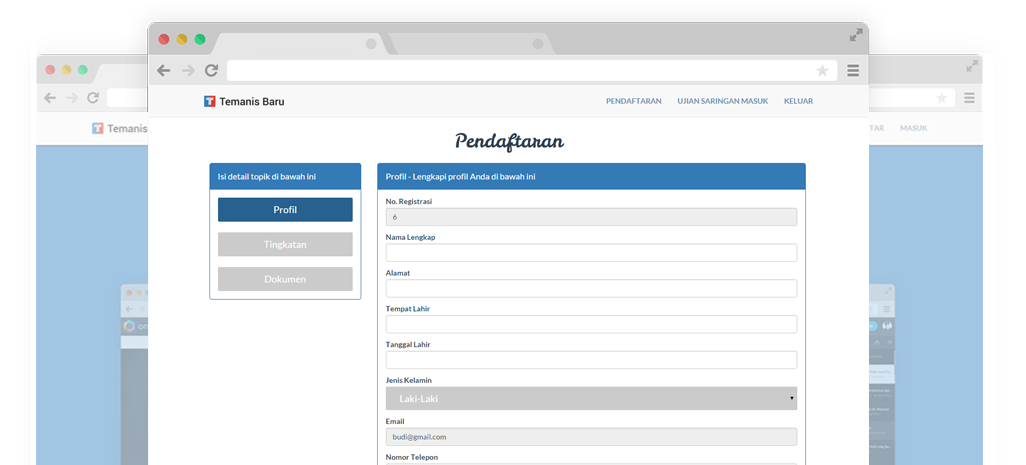 Temanis Baru
PENDAFTARAN
UJIAN SARINGAN MASUK
KELUAR
Temanis
TAR
MASUK
Pendaftaran
Isi detail topik di bawah ini
Profil
Tingkatan
Dokumen
Profil - Lengkapi profil Anda di bawah ini
No. Registrasi
6
Nama Lengkap
Alamat
Tempat Lahir
Tanggal Lahir
Jenis Kelamin
Laki-Laki
Email
budi@gmail.com
Nomor Telepon